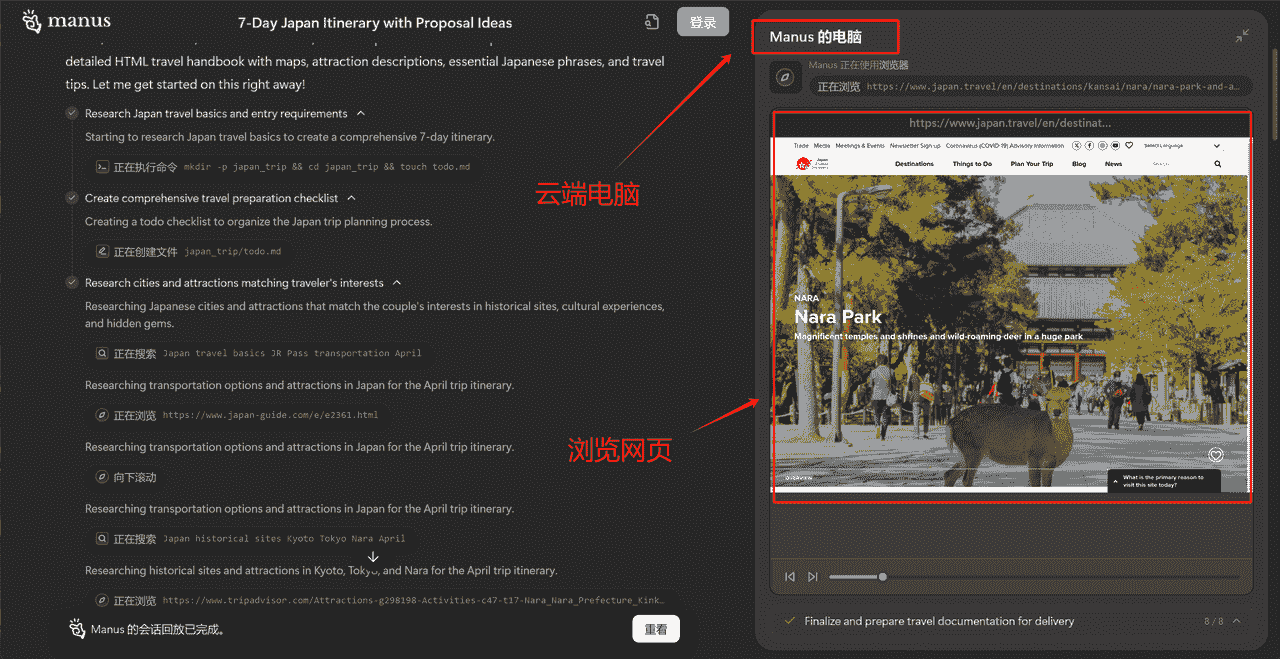 manus
7-Day Japan itinerary with Proposal Ideas
登录
detailed HTML travel handbook with maps, attraction descriptions, essential Japanese phrases, and travel
tips. Let me get started on this right away!
Research Japan travel basics and entry requirements
Starting to research Japan travel basics to create a comprehensive 7-day itinerary.
正在执行命令 mkdir -p japan_trip && cd japan_trip && touch todo.md
Create comprehensive travel preparation checklist
Creating a todo checklist to organize the Japan trip planning process.
正在创建文件 japan_trip/todo.md
Research cities and attractions matching traveler's interests
Researching Japanese cities and attractions that match the couple's interests in historical sites, cultural experiences,
and hidden gems.
正在搜索 Japan travel basics JR Pass transportation April
Researching transportation options and attractions in Japan for the April trip itinerary.
正在浏览 https://www.japan-guide.com/e/e2361.html
Researching transportation options and attractions in Japan for the April trip itinerary.
向下滚动
Researching transportation options and attractions in Japan for the April trip itinerary.
正在搜索 Japan historical sites Kyoto Tokyo Nara April
Researching historical sites and attractions in Kyoto, Tokyo, and Nara for the April trip itinerary.
正在浏览 https://www.tripadvisor.com/Attractions-g298198-Activities-c47-t17-Nara_Nara_Prefecture_Kink…
Manus 的会话回放已完成。
重看
云端电脑
浏览网页
Manus 的电脑
Manus 正在使用浏览器
正在浏览 https://www.japan.travel/en/destinations/kansai/nara/nara-park-and-a…
https://www.japan.travel/en/destinat...
Trade Media Meetings & Events Newsletter Sign up Coronavirus (COVID-19) Advisory Information Select Language
Japan
Destinations Things to Do Plan Your Trip Blog News
NARA
Nara Park
Magnificent temples and shrines and wild-roaming deer in a huge park
What is the primary reason to
visit this site today?
Finalize and prepare travel documentation for delivery
8 / 8